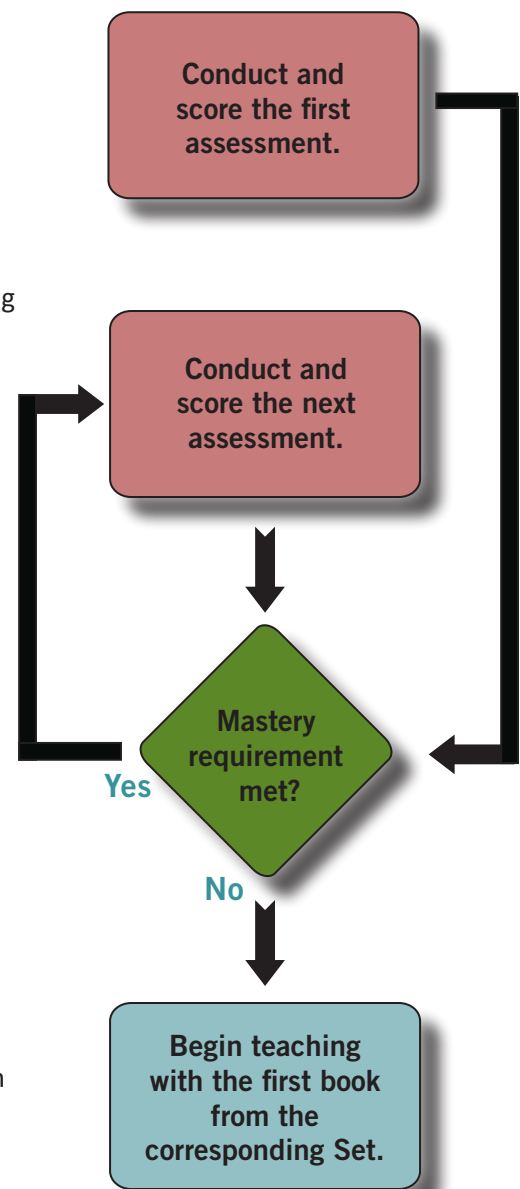 Conduct and
score the first
assessment.
g
Conduct and
score the next
assessment.
Mastery
requirement
met?
Yes
No
Begin teaching
with the first book
from the
corresponding Set.